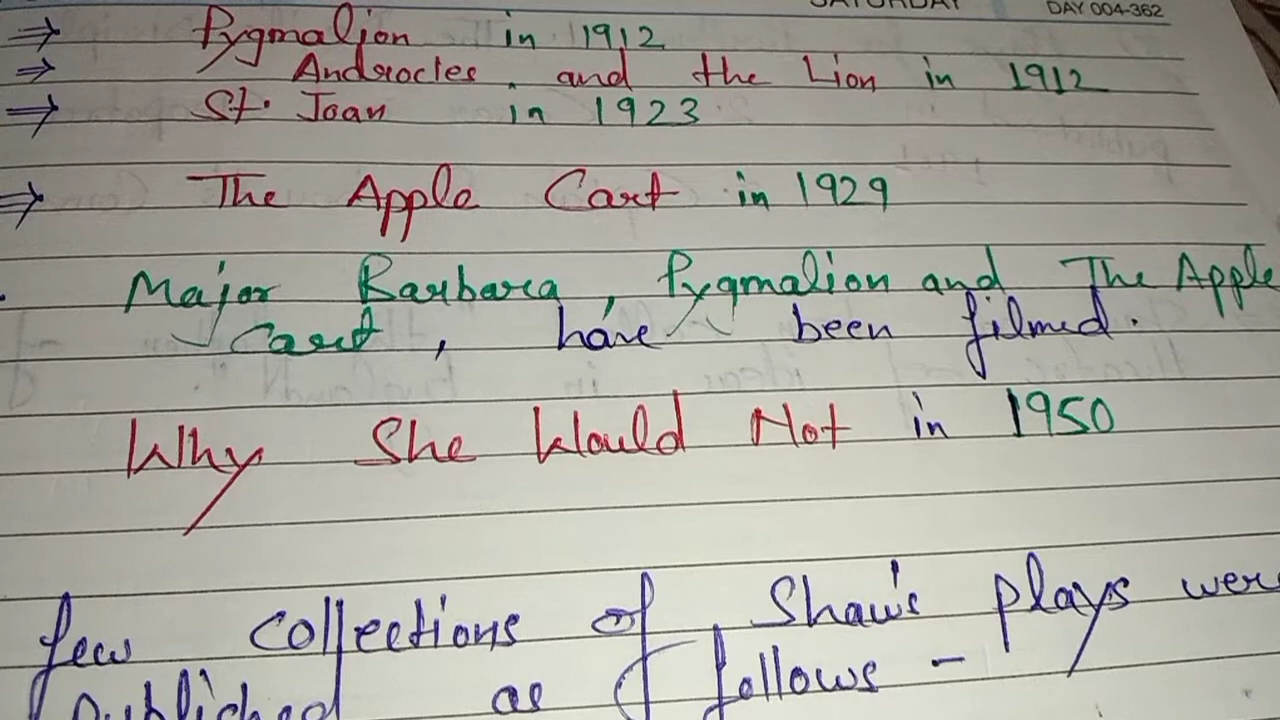 SATURDAY DAY 004-362
⇒ Pygmalion in 1912
⇒ Androcles and the Lion in 1912
⇒ St. Joan in 1923
⇒ The Apple Cart in 1929
Major Barbara, Pygmalion and The Apple
Cart, have been filmed.
Why She Would Not in 1950
few collections of Shaw's plays were
published as follows -